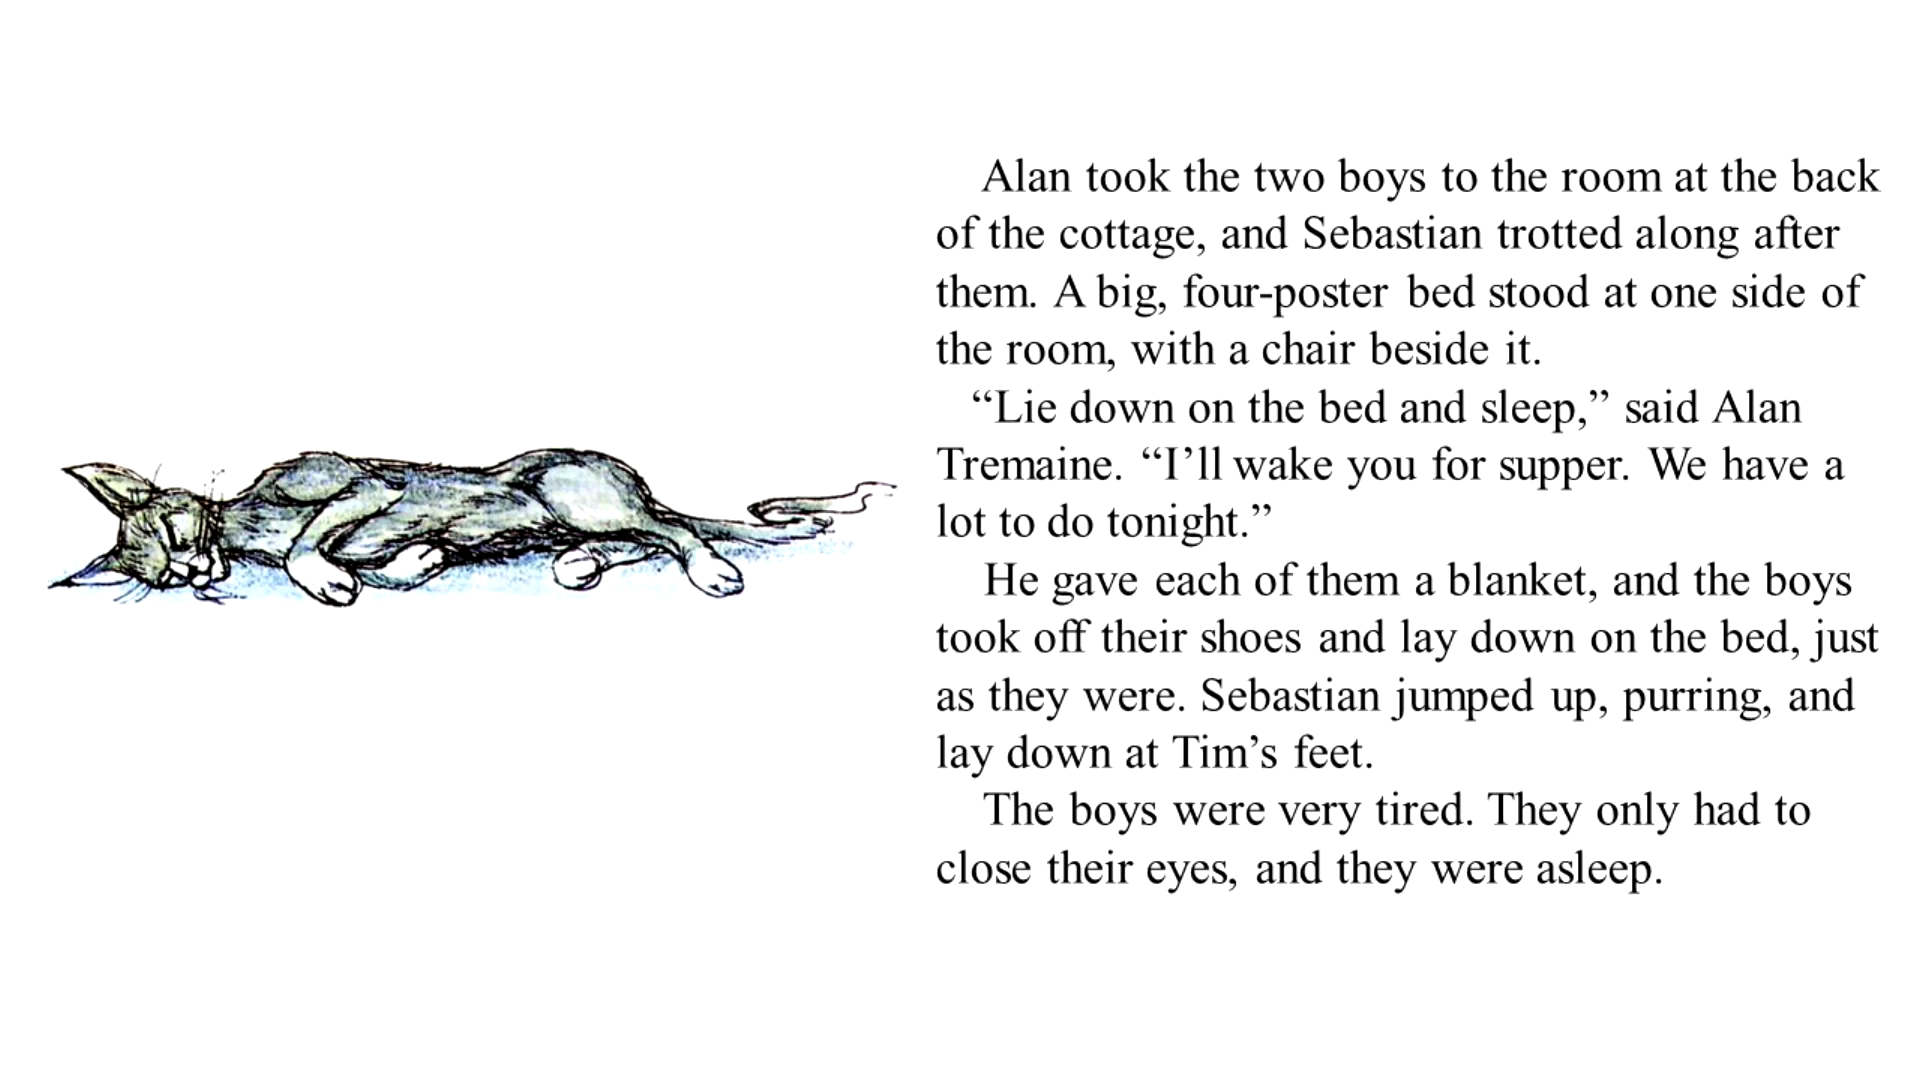 Alan took the two boys to the room at the back
of the cottage, and Sebastian trotted along after
them. A big, four-poster bed stood at one side of
the room, with a chair beside it.
“Lie down on the bed and sleep,” said Alan
Tremaine. “I’ll wake you for supper. We have a
lot to do tonight.”
He gave each of them a blanket, and the boys
took off their shoes and lay down on the bed, just
as they were. Sebastian jumped up, purring, and
lay down at Tim’s feet.
The boys were very tired. They only had to
close their eyes, and they were asleep.